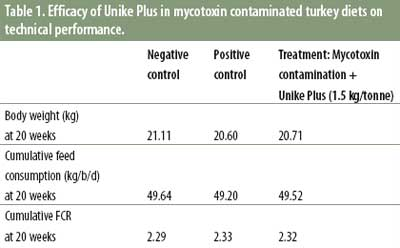 Table 1. Efficacy of Unike Plus in mycotoxin contaminated turkey diets on
technical performance.
Negative Positive Treatment: Mycotoxin
control control contamination +
Unike Plus (1.5 kg/tonne)
Body weight (kg)
at 20 weeks 21.11 20.60 20.71
Cumulative feed
consumption (kg/b/d)
at 20 weeks 49.64 49.20 49.52
Cumulative FCR
at 20 weeks 2.29 2.33 2.32